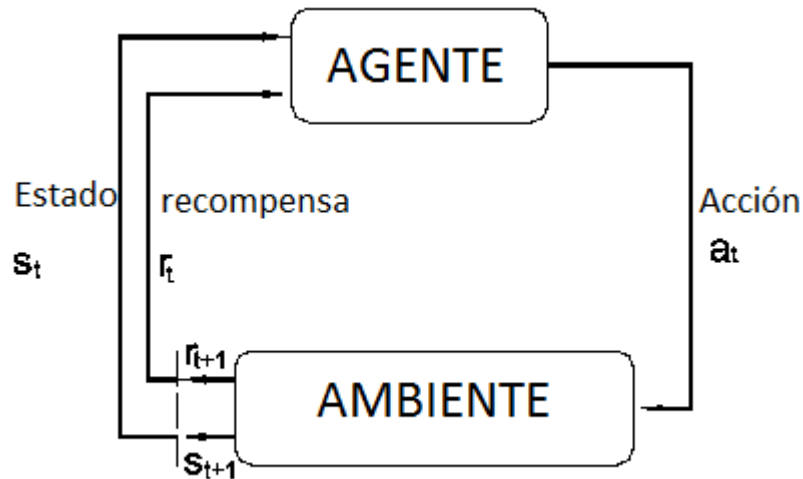 AGENTE
Estado
recompensa
Acción
sₜ
rₜ
aₜ
rₜ₊₁
AMBIENTE
sₜ₊₁